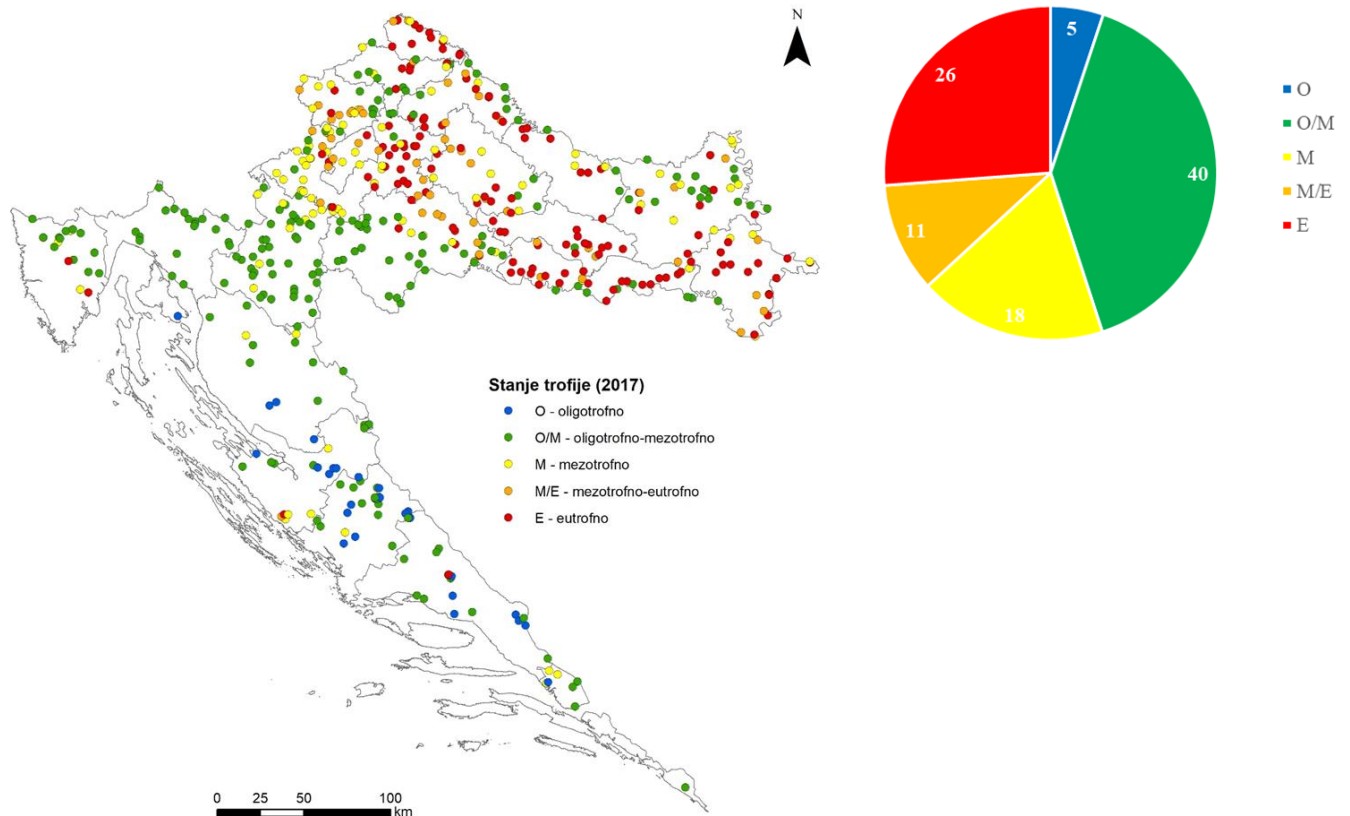 N
5
40
18
11
26
O
O/M
M
M/E
E
Stanje trofije (2017)
O - oligotrofno
O/M - oligotrofno-mezotrofno
M - mezotrofno
M/E - mezotrofno-eutrofno
E - eutrofno
0 25 50 100
km